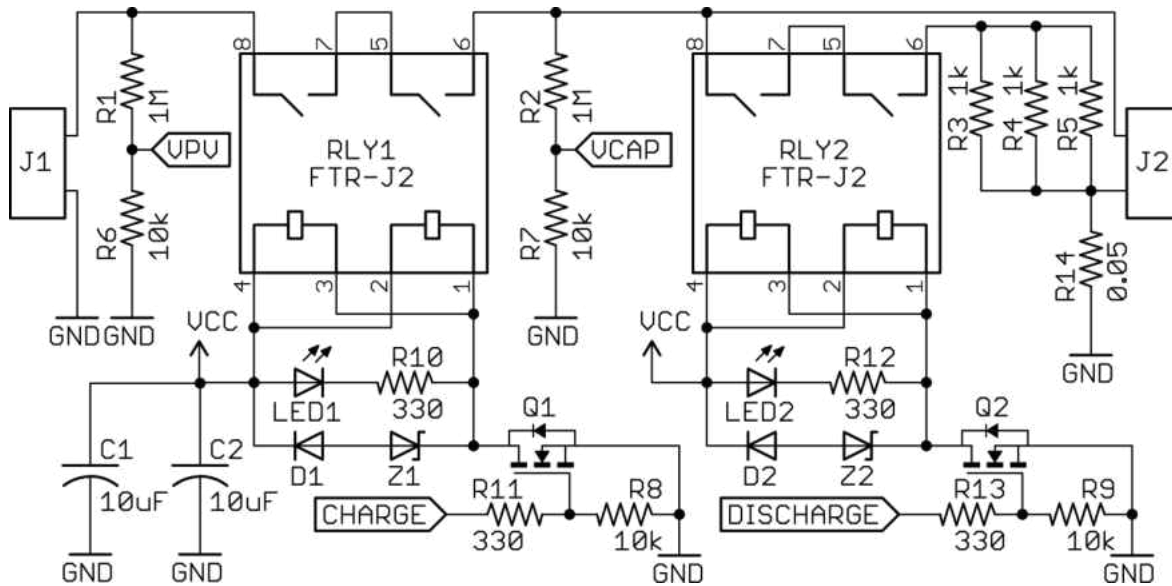 8 7 5 6 8 7 5 6
R1 1M
R2 1M
R3 1k R4 1k R5 1k
J1
VPV
RLY1
FTR-J2
VCAP
RLY2
FTR-J2
J2
R6 10k
R7 10k
R14 0.05
4 3 2 1 4 3 2 1
GND GND
VCC
GND
VCC
GND
R10
330
R12
330
LED1
LED2
Q1
Q2
C1
10uF
C2
10uF
D1 Z1
D2 Z2
CHARGE
R11
330
R8
10k
DISCHARGE
R13
330
R9
10k
GND GND GND GND